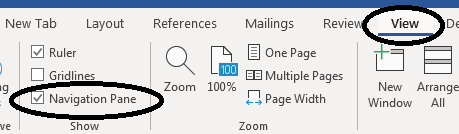 New Tab Layout References Mailings Review View De
Ruler
Gridlines
Navigation Pane
Show
Zoom
100
100%
One Page
Multiple Pages
Page Width
Zoom
New
Window
Arrange
All